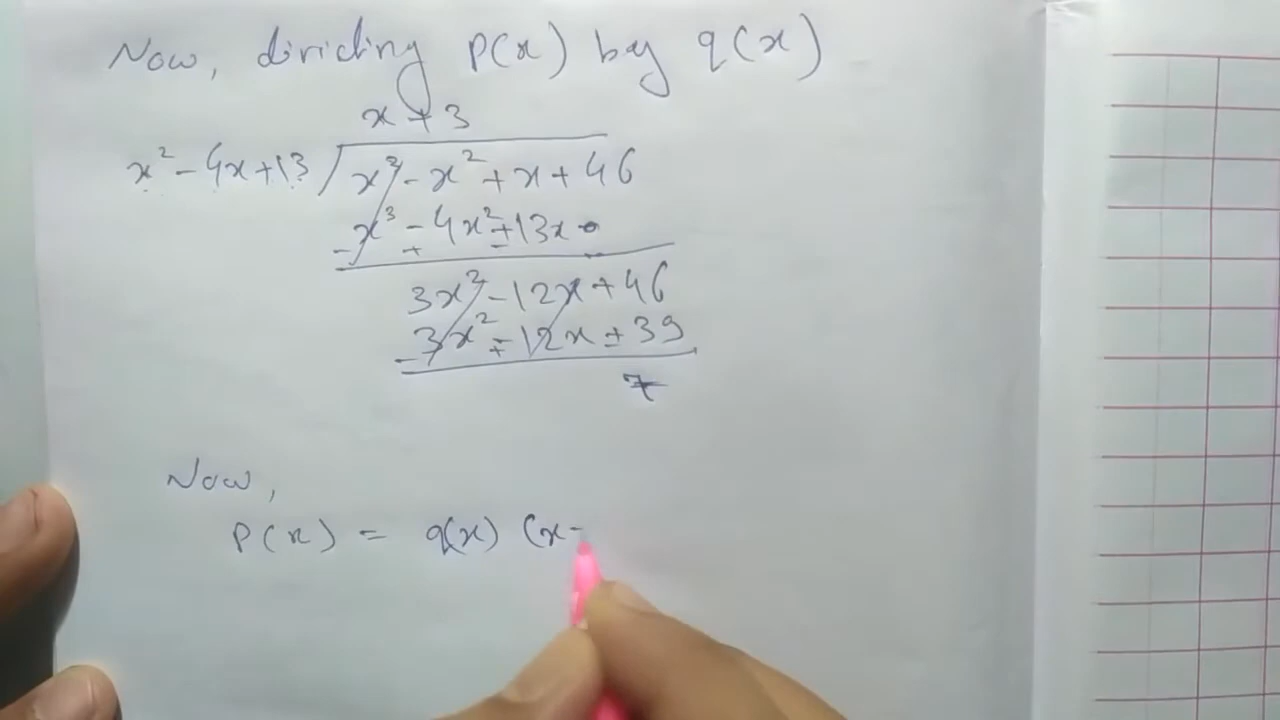 Now, dividing P(x) by q(x)
x + 3
x² - 4x + 13 / x³ - x² + x + 46
x³ - 4x² + 13x
- + -
3x² - 12x + 46
3x² - 12x + 39
- + -
7
Now,
P(x) = q(x) (x